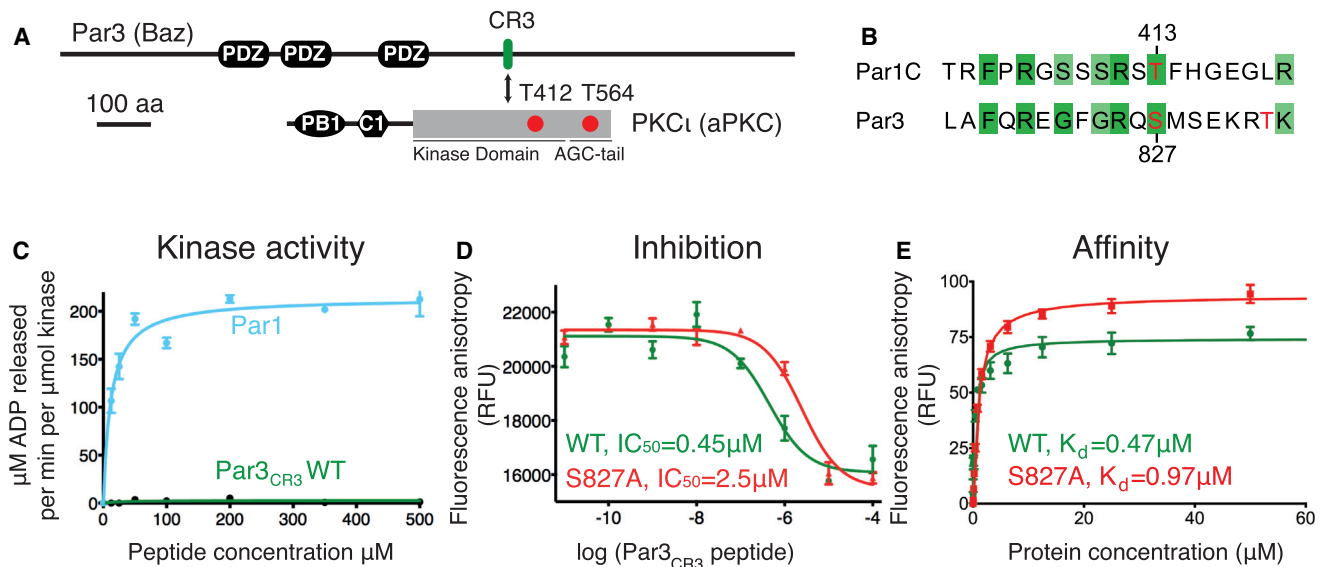 A
Par3 (Baz)
PDZ
PDZ
PDZ
CR3
100 aa
T412
T564
PB1
C1
PKCι (aPKC)
Kinase Domain
AGC-tail
B
413
Par1C TRFPRGSSSRSTFHGEGLR
Par3 LAFQREGFGRQSMSEKRTK
827
C
Kinase activity
µM ADP released
per min per µmol kinase
200
150
100
50
0
Par1
Par3CR3 WT
0 100 200 300 400 500
Peptide concentration µM
D
Inhibition
Fluorescence anisotropy
(RFU)
22000
20000
18000
16000
WT, IC50=0.45µM
S827A, IC50=2.5µM
-10 -8 -6 -4
log (Par3CR3 peptide)
E
Affinity
Fluorescence anisotropy
(RFU)
100
75
50
25
0
WT, Kd=0.47µM
S827A, Kd=0.97µM
0 20 40 60
Protein concentration (µM)